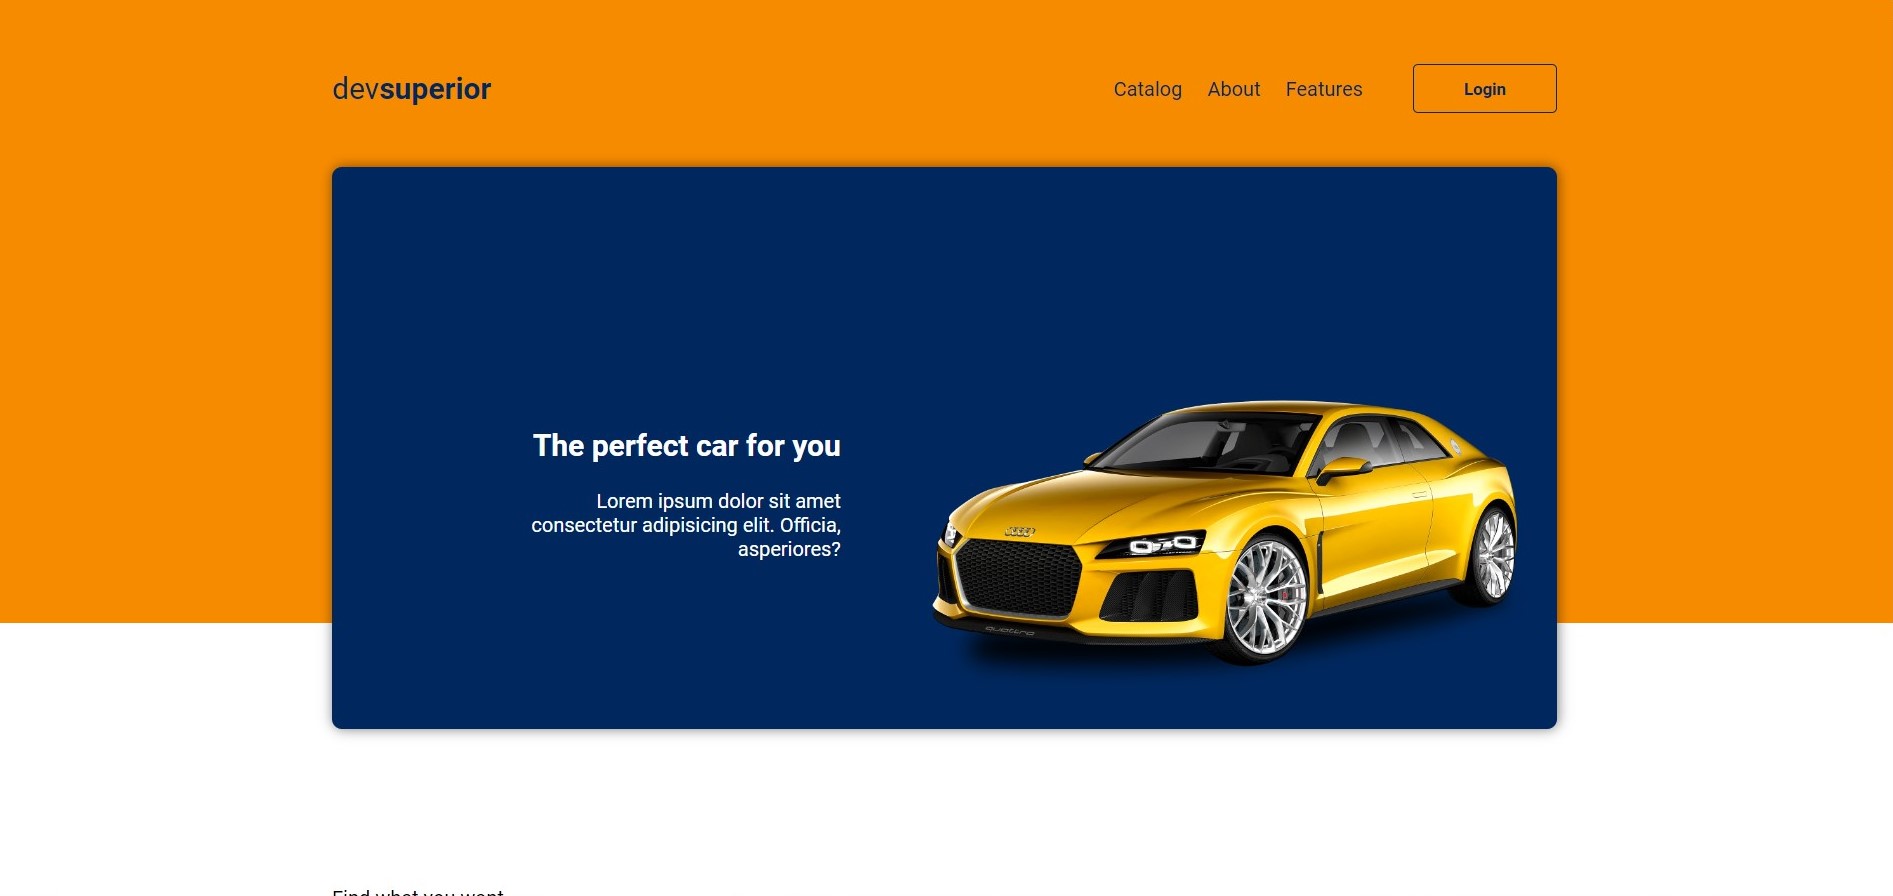 devsuperior
Catalog About Features Login
The perfect car for you
Lorem ipsum dolor sit amet
consectetur adipisicing elit. Officia,
asperiores?
quattro
Find what you want